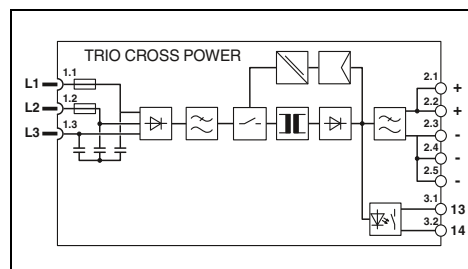 TRIO CROSS POWER
L1 1.1
L2 1.2
L3 1.3
2.1 +
2.2 +
2.3 -
2.4 -
2.5 -
3.1 13
3.2 14